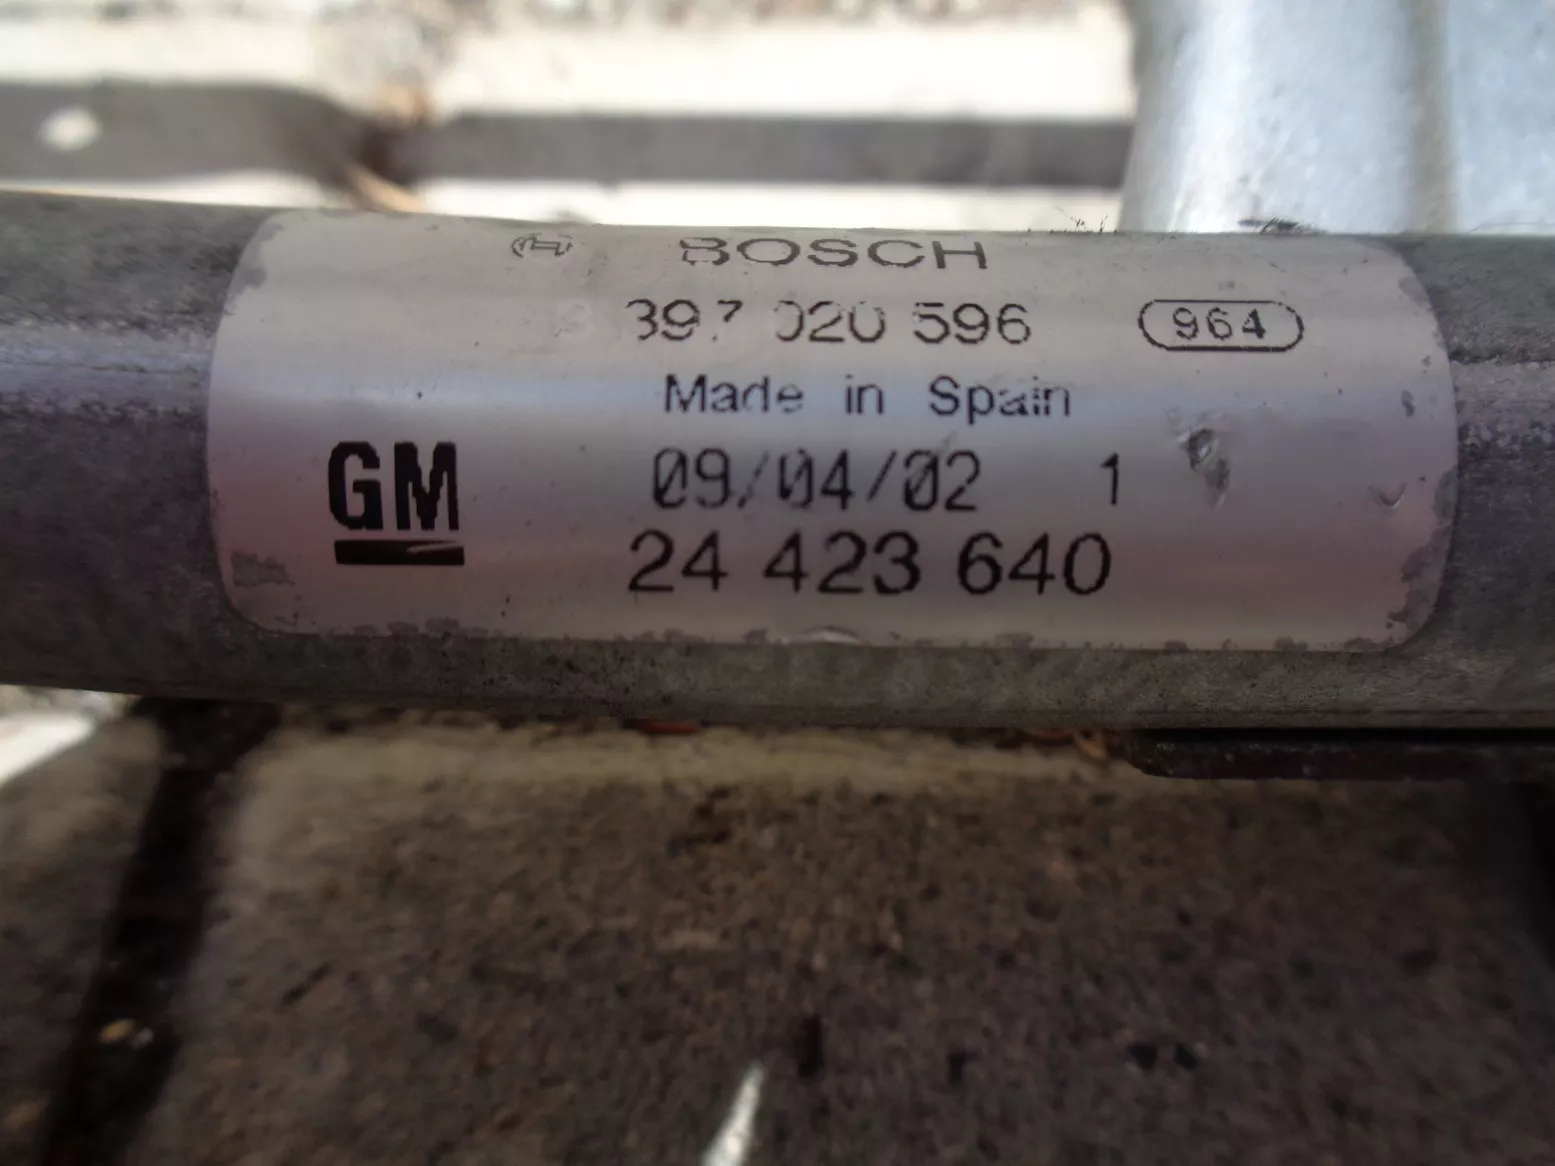 BOSCH
397 020 596 964
Made in Spain
GM 09/04/02 1
24 423 640